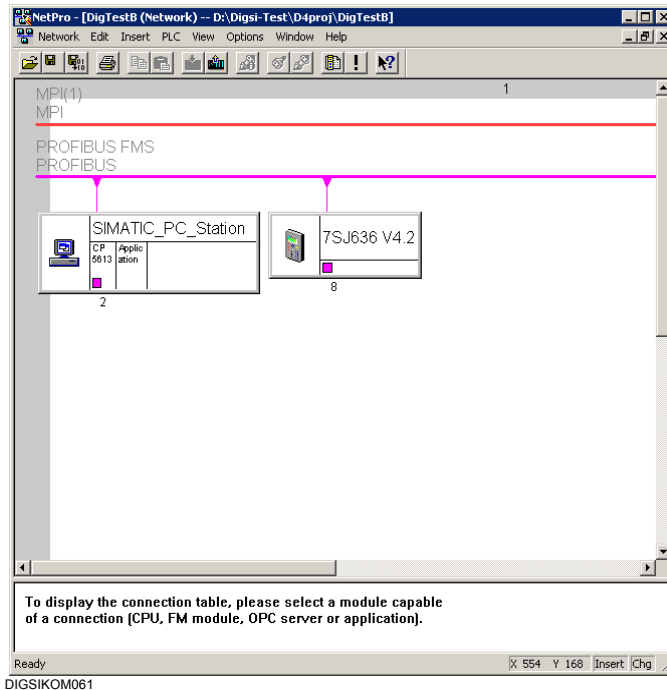 NetPro - [DigTestB (Network) -- D:\Digsi-Test\D4proj\DigTestB]
Network Edit Insert PLC View Options Window Help
1
MPI(1)
MPI
PROFIBUS FMS
PROFIBUS
SIMATIC_PC_Station
CP Applic
5613 ation
2
7SJ636 V4.2
8
To display the connection table, please select a module capable
of a connection (CPU, FM module, OPC server or application).
Ready X 554 Y 168 Insert Chg
DIGSIKOM061